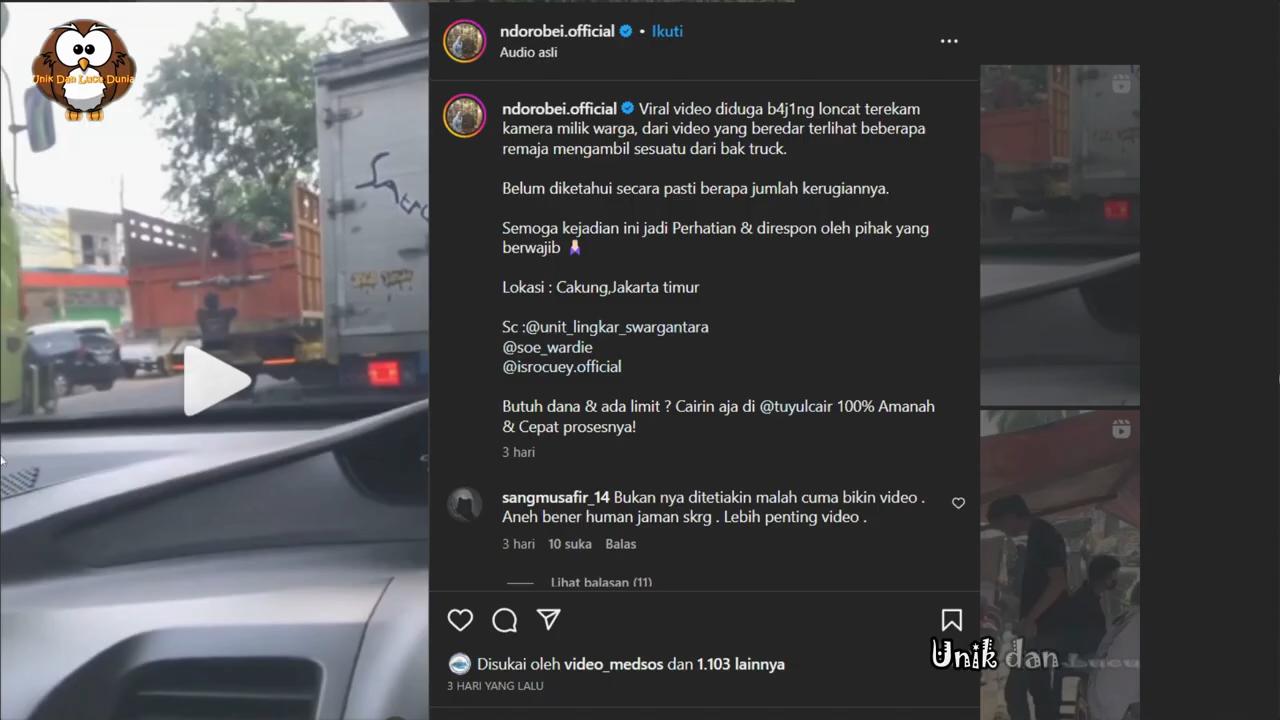 Unik Dan Lucu Dunia
ndorobei.official • Ikuti
Audio asli
ndorobei.official Viral video diduga b4j1ng loncat terekam
kamera milik warga, dari video yang beredar terlihat beberapa
remaja mengambil sesuatu dari bak truck.
Belum diketahui secara pasti berapa jumlah kerugiannya.
Semoga kejadian ini jadi Perhatian & direspon oleh pihak yang
berwajib
Lokasi : Cakung,Jakarta timur
Sc :@unit_lingkar_swargantara
@soe_wardie
@isrocuey.official
Butuh dana & ada limit ? Cairin aja di @tuyulcair 100% Amanah
& Cepat prosesnya!
3 hari
sangmusafir_14 Bukan nya ditetiakin malah cuma bikin video .
Aneh bener human jaman skrg . Lebih penting video .
3 hari 10 suka Balas
Lihat balasan (11)
Disukai oleh video_medsos dan 1.103 lainnya
3 HARI YANG LALU
Unik dan Lucu